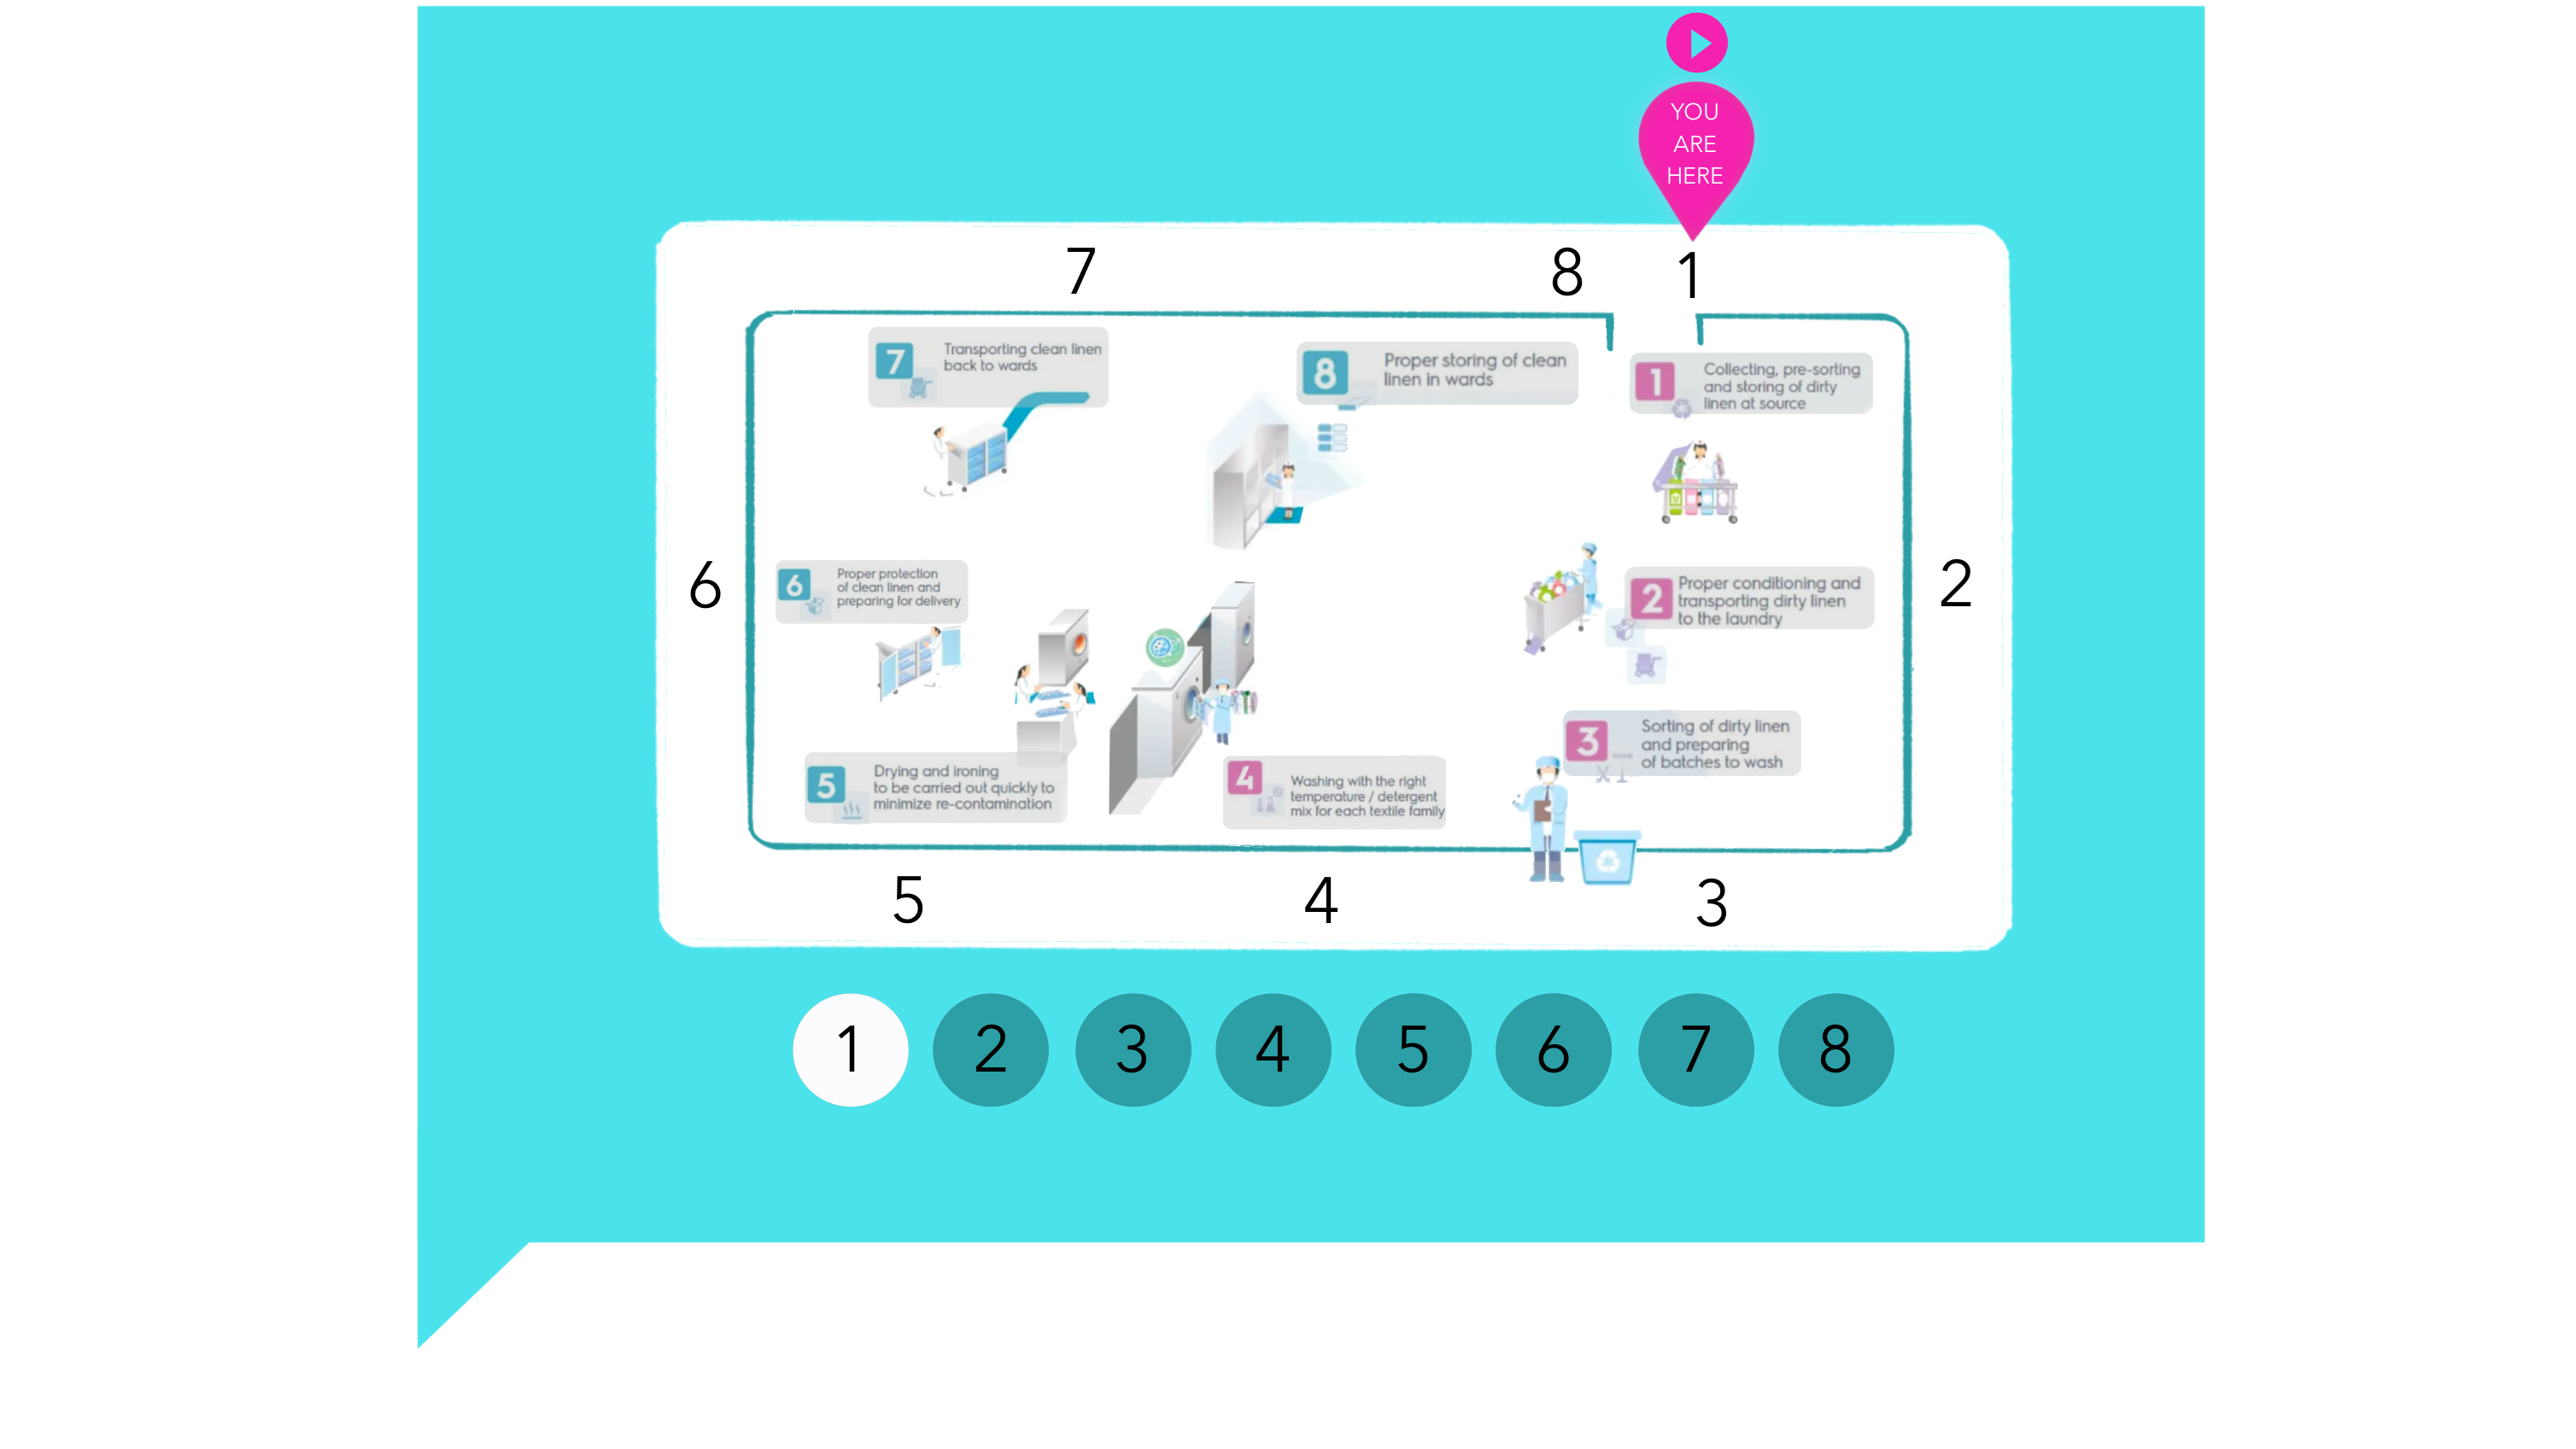 YOU
ARE
HERE
7
8
1
7
Transporting clean linen
back to wards
8
Proper storing of clean
linen in wards
1
Collecting, pre-sorting
and storing of dirty
linen at source
6
6
Proper protection
of clean linen and
preparing for delivery
2
Proper conditioning and
transporting dirty linen
to the laundry
2
3
Sorting of dirty linen
and preparing
of batches to wash
5
Drying and ironing
to be carried out quickly to
minimize re-contamination
4
Washing with the right
temperature / detergent
mix for each textile family
5
4
3
1
2
3
4
5
6
7
8